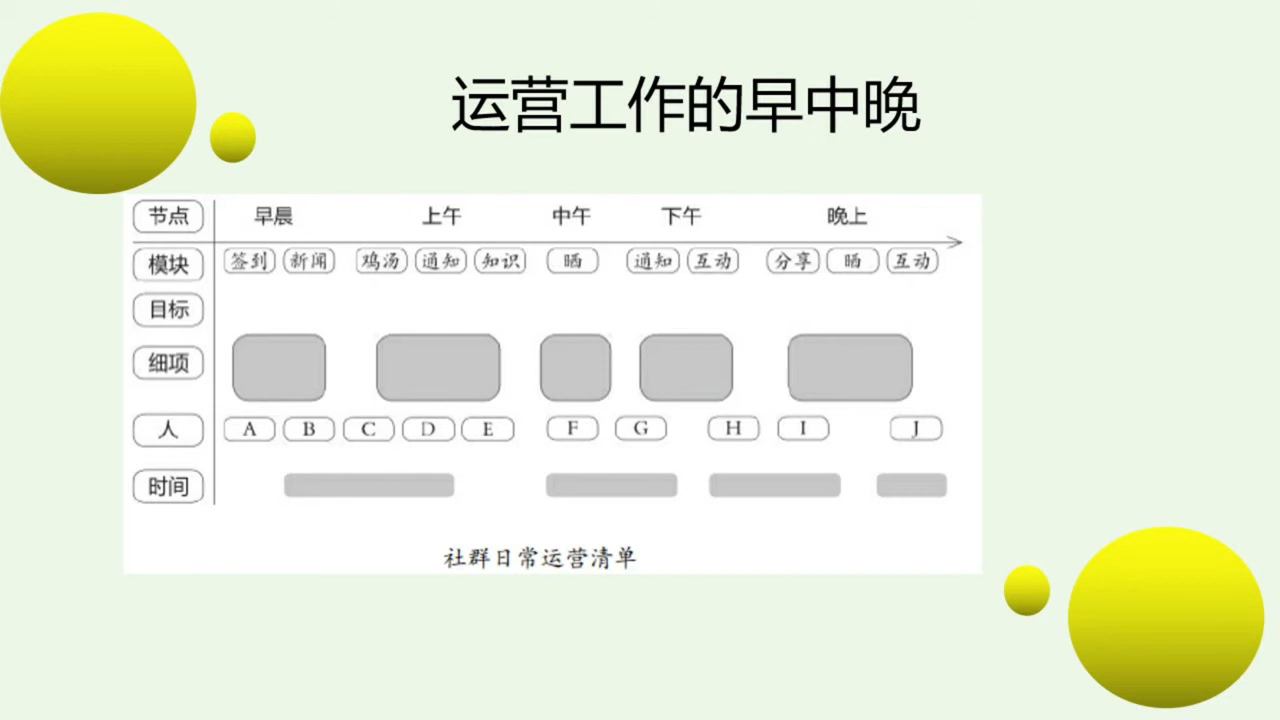 运营工作的早中晚
节点 早晨 上午 中午 下午 晚上
模块 签到 新闻 鸡汤 通知 知识 晒 通知 互动 分享 晒 互动
目标
细项
人 A B C D E F G H I J
时间
社群日常运营清单